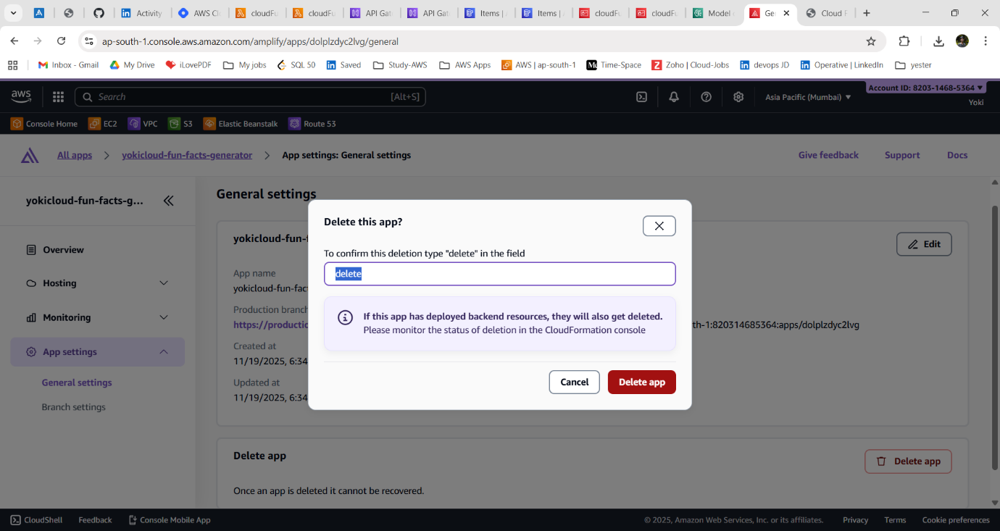 Activity
AWS Cl
cloudFu
cloudFu
API Gat
API Gat
Items |
Items |
cloudFu
cloudFu
Model
Ge
Cloud F
ap-south-1.console.aws.amazon.com/amplify/apps/dolplzdyc2lvg/general
Inbox - Gmail
My Drive
iLovePDF
My jobs
SQL 50
Saved
Study-AWS
AWS Apps
AWS | ap-south-1
Time-Space
Zoho | Cloud-Jobs
devops JD
Operative | LinkedIn
yester
aws
Search
[Alt+S]
Asia Pacific (Mumbai)
Account ID: 8203-1468-5364
Yoki
Console Home
EC2
VPC
S3
Elastic Beanstalk
Route 53
All apps
yokicloud-fun-facts-generator
App settings: General settings
Give feedback
Support
Docs
yokicloud-fun-facts-g...
Overview
Hosting
Monitoring
App settings
General settings
Branch settings
General settings
yokicloud-fun-f
Edit
App name
yokicloud-fun-fac
Production branch
https://productio
th-1:820314685364:apps/dolplzdyc2lvg
Created at
11/19/2025, 6:34
Updated at
11/19/2025, 6:34
Delete this app?
To confirm this deletion type "delete" in the field
delete
If this app has deployed backend resources, they will also get deleted.
Please monitor the status of deletion in the CloudFormation console
Cancel
Delete app
Delete app
Delete app
Once an app is deleted it cannot be recovered.
CloudShell
Feedback
Console Mobile App
© 2025, Amazon Web Services, Inc. or its affiliates.
Privacy
Terms
Cookie preferences